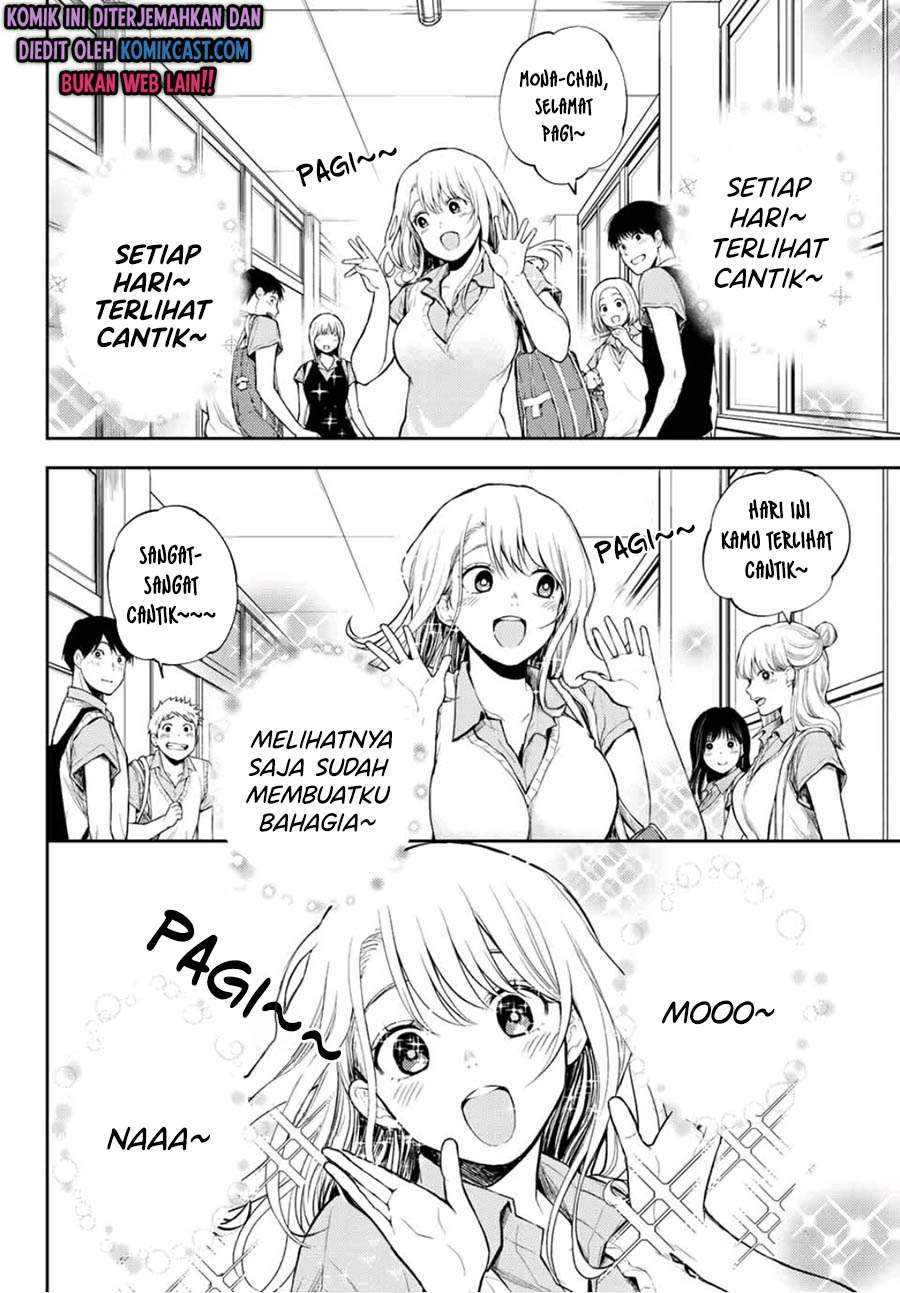 KOMIK INI DITERJEMAHKAN DAN
DIEDIT OLEH KOMIKCAST.COM
BUKAN WEB LAIN!!
MONA-CHAN,
SELAMAT
PAGI~
PAGI~~
SETIAP
HARI~
TERLIHAT
CANTIK~
SETIAP
HARI~
TERLIHAT
CANTIK~
HARI INI
KAMU TERLIHAT
CANTIK~
PAGI~~
SANGAT-
SANGAT
CANTIK~~~
MELIHATNYA
SAJA SUDAH
MEMBUATKU
BAHAGIA~
PAGI~~
MOOO~
NAAA~